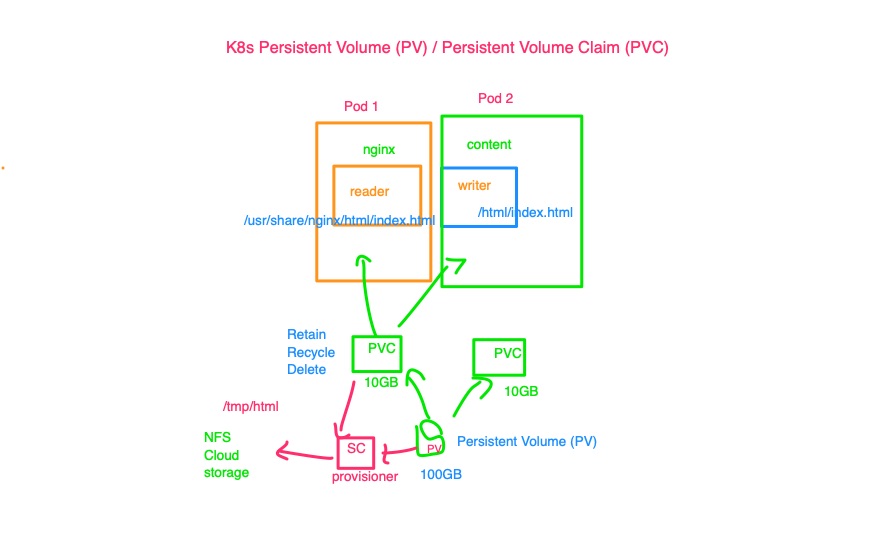 K8s Persistent Volume (PV) / Persistent Volume Claim (PVC)
Pod 1
Pod 2
nginx
content
reader
writer
/usr/share/nginx/html/index.html
/html/index.html
Retain
Recycle
Delete
PVC
10GB
PVC
10GB
/tmp/html
NFS
Cloud
storage
SC
provisioner
PV
Persistent Volume (PV)
100GB